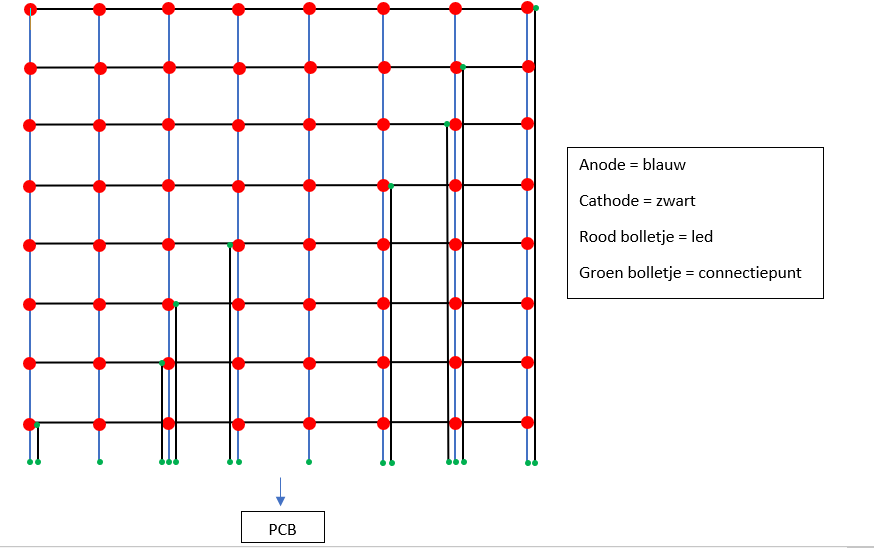 Anode = blauw
Cathode = zwart
Rood bolletje = led
Groen bolletje = connectiepunt
PCB